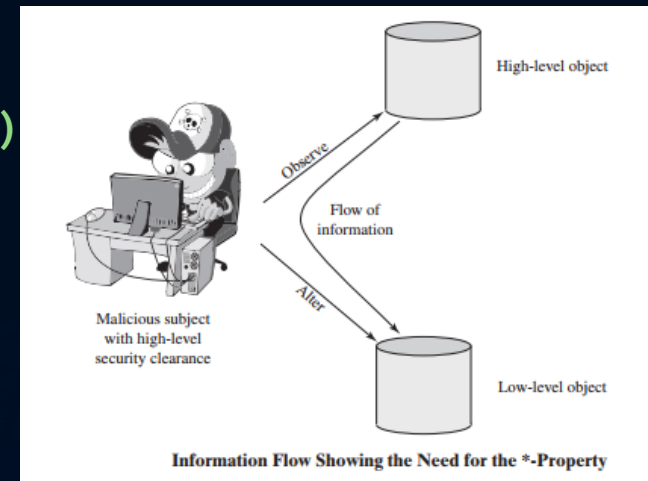 )
High-level object
Observe
Flow of
information
Alter
Malicious subject
with high-level
security clearance
Low-level object
Information Flow Showing the Need for the *-Property